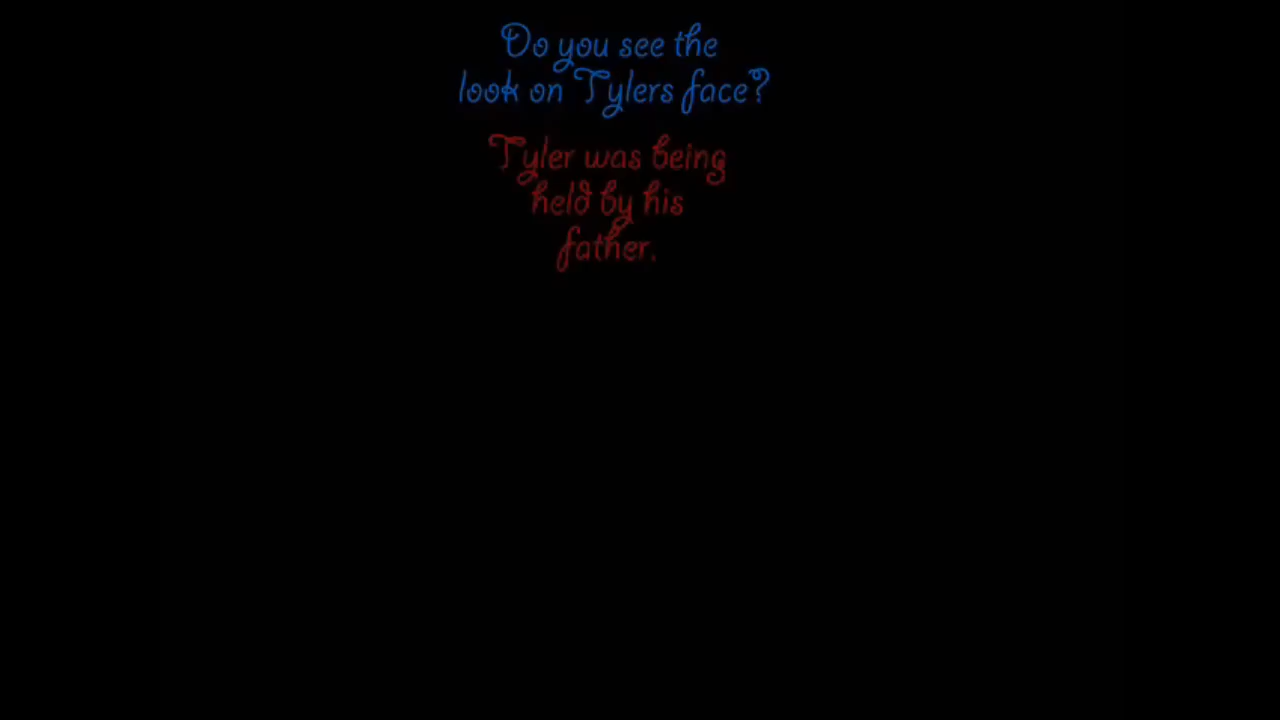 Do you see the
look on Tylers face?
Tyler was being
held by his
father.